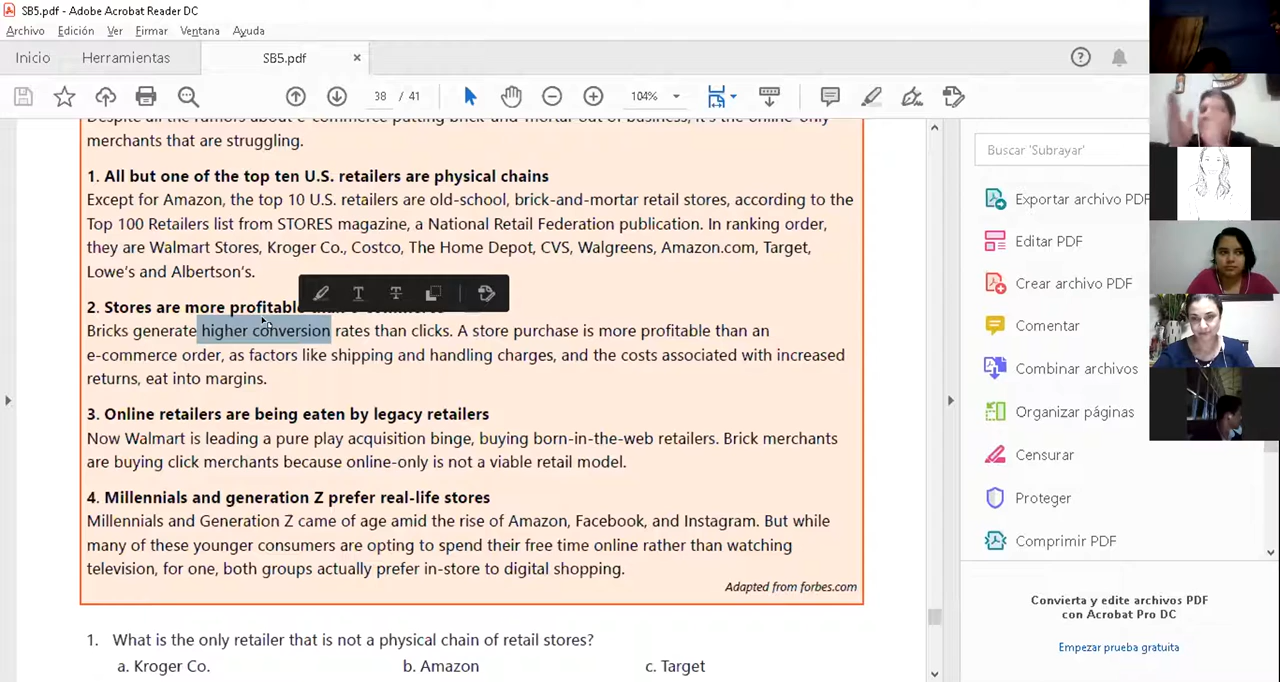 SB5.pdf - Adobe Acrobat Reader DC
Archivo Edición Ver Firmar Ventana Ayuda
Inicio Herramientas SB5.pdf ×
38 / 41 104%
merchants that are struggling.
1. All but one of the top ten U.S. retailers are physical chains
Except for Amazon, the top 10 U.S. retailers are old-school, brick-and-mortar retail stores, according to the
Top 100 Retailers list from STORES magazine, a National Retail Federation publication. In ranking order,
they are Walmart Stores, Kroger Co., Costco, The Home Depot, CVS, Walgreens, Amazon.com, Target,
Lowe's and Albertson's.
2. Stores are more profitable
Bricks generate higher conversion rates than clicks. A store purchase is more profitable than an
e-commerce order, as factors like shipping and handling charges, and the costs associated with increased
returns, eat into margins.
3. Online retailers are being eaten by legacy retailers
Now Walmart is leading a pure play acquisition binge, buying born-in-the-web retailers. Brick merchants
are buying click merchants because online-only is not a viable retail model.
4. Millennials and generation Z prefer real-life stores
Millennials and Generation Z came of age amid the rise of Amazon, Facebook, and Instagram. But while
many of these younger consumers are opting to spend their free time online rather than watching
television, for one, both groups actually prefer in-store to digital shopping.
Adapted from forbes.com
1. What is the only retailer that is not a physical chain of retail stores?
a. Kroger Co. b. Amazon c. Target
Buscar 'Subrayar'
Exportar archivo PDF
Editar PDF
Crear archivo PDF
Comentar
Combinar archivos
Organizar páginas
Censurar
Proteger
Comprimir PDF
Convierta y edite archivos PDF
con Acrobat Pro DC
Empezar prueba gratuita